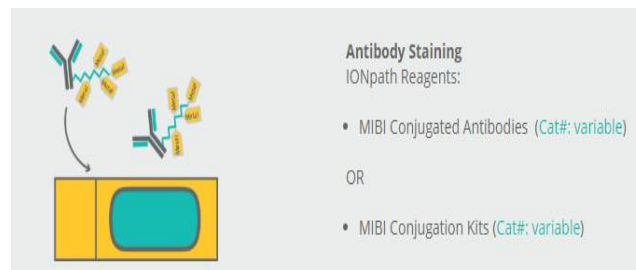 Antibody Staining
IONpath Reagents:
• MIBI Conjugated Antibodies (Cat#: variable)
OR
• MIBI Conjugation Kits (Cat#: variable)